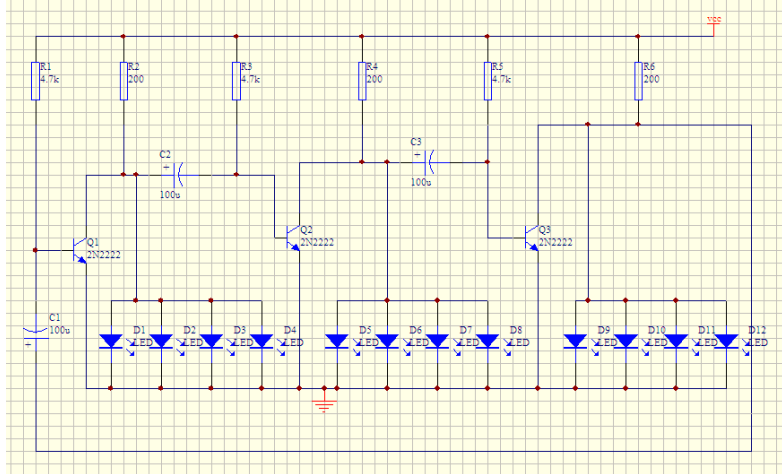 vcc
R1
4.7k
R2
200
R3
4.7k
R4
200
R5
4.7k
R6
200
C2
+
100u
C3
+
100u
Q1
2N2222
Q2
2N2222
Q3
2N2222
C1
100u
+
D1
LED
D2
LED
D3
LED
D4
LED
D5
LED
D6
LED
D7
LED
D8
LED
D9
LED
D10
LED
D11
LED
D12
LED